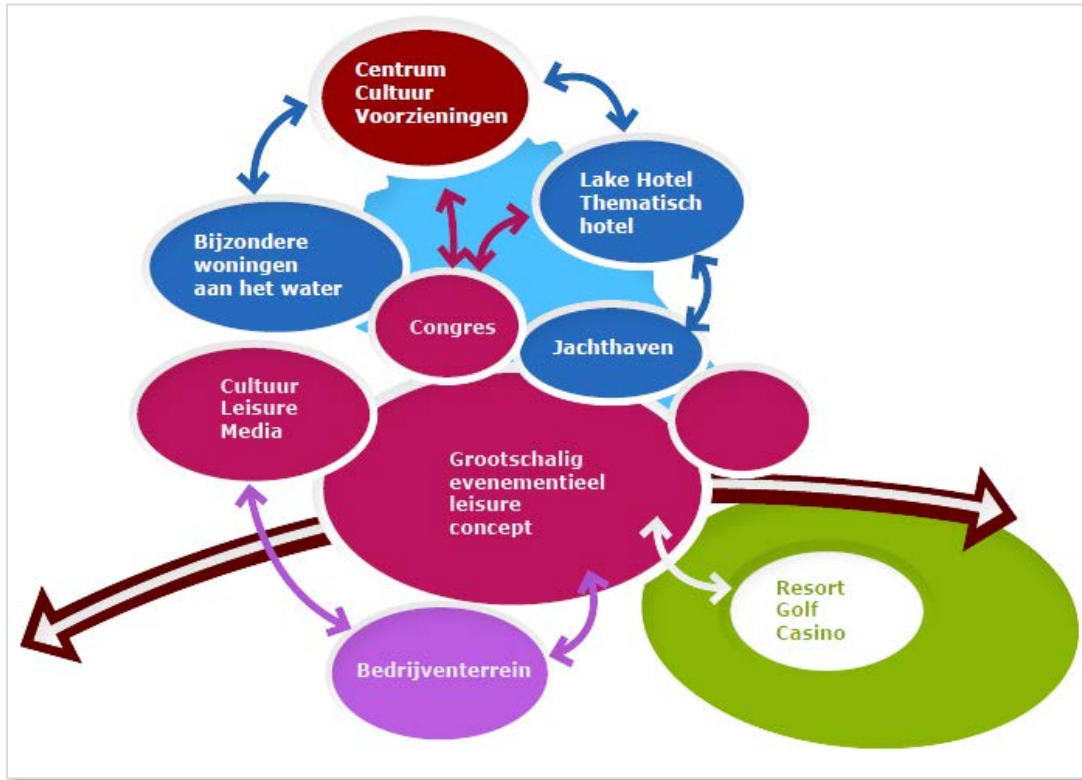 Centrum
Cultuur
Voorzieningen
Lake Hotel
Thematisch
hotel
Bijzondere
woningen
aan het water
Congres
Jachthaven
Cultuur
Leisure
Media
Grootschalig
evenementieel
leisure
concept
Resort
Golf
Casino
Bedrijventerrein